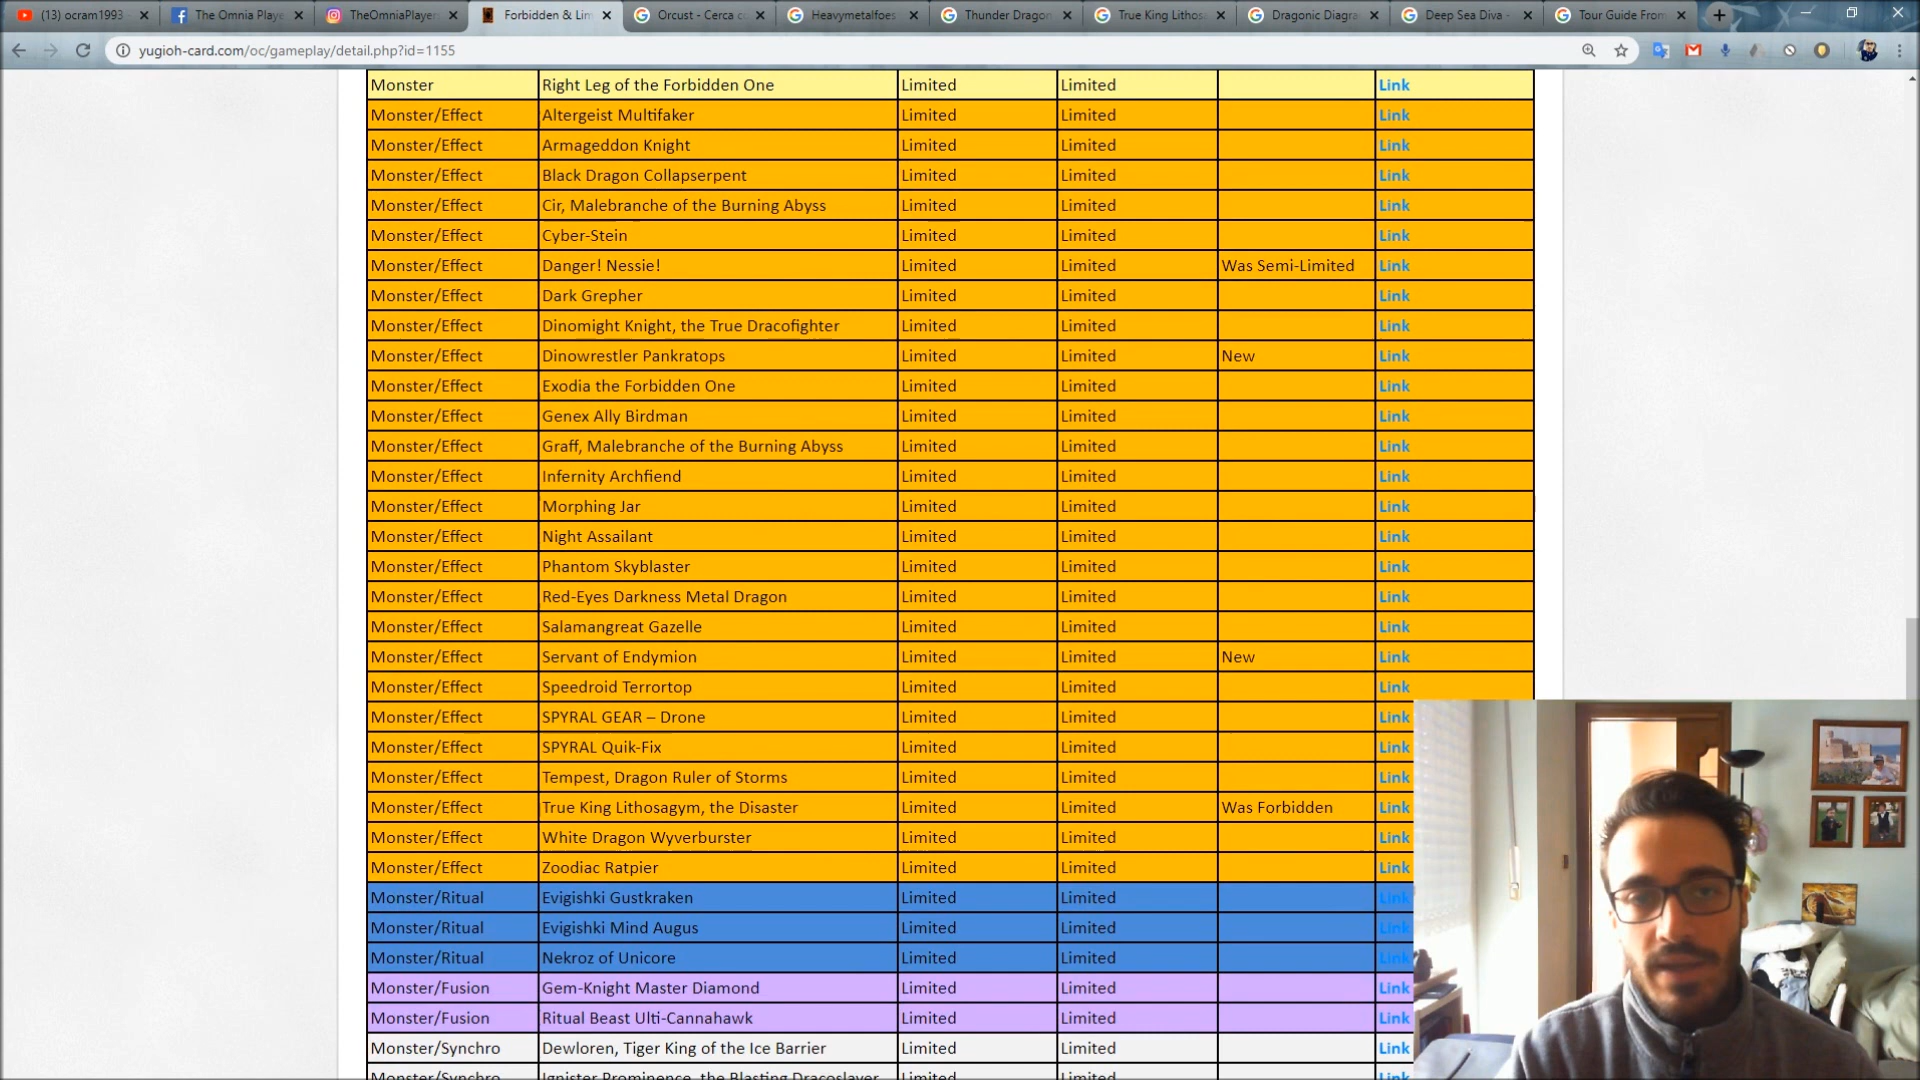 (13) ocram1993 The Omnia Playe TheOmniaPlayer Forbidden & Lim Orcust - Cerca c Heavymetalfoes Thunder Dragon True King Lithos Dragonic Diagra Deep Sea Diva - Tour Guide From
yugioh-card.com/oc/gameplay/detail.php?id=1155
Monster Right Leg of the Forbidden One Limited Limited Link
Monster/Effect Altergeist Multifaker Limited Limited Link
Monster/Effect Armageddon Knight Limited Limited Link
Monster/Effect Black Dragon Collapserpent Limited Limited Link
Monster/Effect Cir, Malebranche of the Burning Abyss Limited Limited Link
Monster/Effect Cyber-Stein Limited Limited Link
Monster/Effect Danger! Nessie! Limited Limited Was Semi-Limited Link
Monster/Effect Dark Grepher Limited Limited Link
Monster/Effect Dinomight Knight, the True Dracofighter Limited Limited Link
Monster/Effect Dinowrestler Pankratops Limited Limited New Link
Monster/Effect Exodia the Forbidden One Limited Limited Link
Monster/Effect Genex Ally Birdman Limited Limited Link
Monster/Effect Graff, Malebranche of the Burning Abyss Limited Limited Link
Monster/Effect Infernity Archfiend Limited Limited Link
Monster/Effect Morphing Jar Limited Limited Link
Monster/Effect Night Assailant Limited Limited Link
Monster/Effect Phantom Skyblaster Limited Limited Link
Monster/Effect Red-Eyes Darkness Metal Dragon Limited Limited Link
Monster/Effect Salamangreat Gazelle Limited Limited Link
Monster/Effect Servant of Endymion Limited Limited New Link
Monster/Effect Speedroid Terrortop Limited Limited Link
Monster/Effect SPYRAL GEAR – Drone Limited Limited Link
Monster/Effect SPYRAL Quik-Fix Limited Limited Link
Monster/Effect Tempest, Dragon Ruler of Storms Limited Limited Link
Monster/Effect True King Lithosagym, the Disaster Limited Limited Was Forbidden Link
Monster/Effect White Dragon Wyverburster Limited Limited Link
Monster/Effect Zoodiac Ratpier Limited Limited Link
Monster/Ritual Evigishki Gustkraken Limited Limited Link
Monster/Ritual Evigishki Mind Augus Limited Limited Link
Monster/Ritual Nekroz of Unicore Limited Limited Link
Monster/Fusion Gem-Knight Master Diamond Limited Limited Link
Monster/Fusion Ritual Beast Ulti-Cannahawk Limited Limited Link
Monster/Synchro Dewloren, Tiger King of the Ice Barrier Limited Limited Link
Monster/Synchro Ignister Prominence, the Blasting Dracoslayer Limited Limited Link